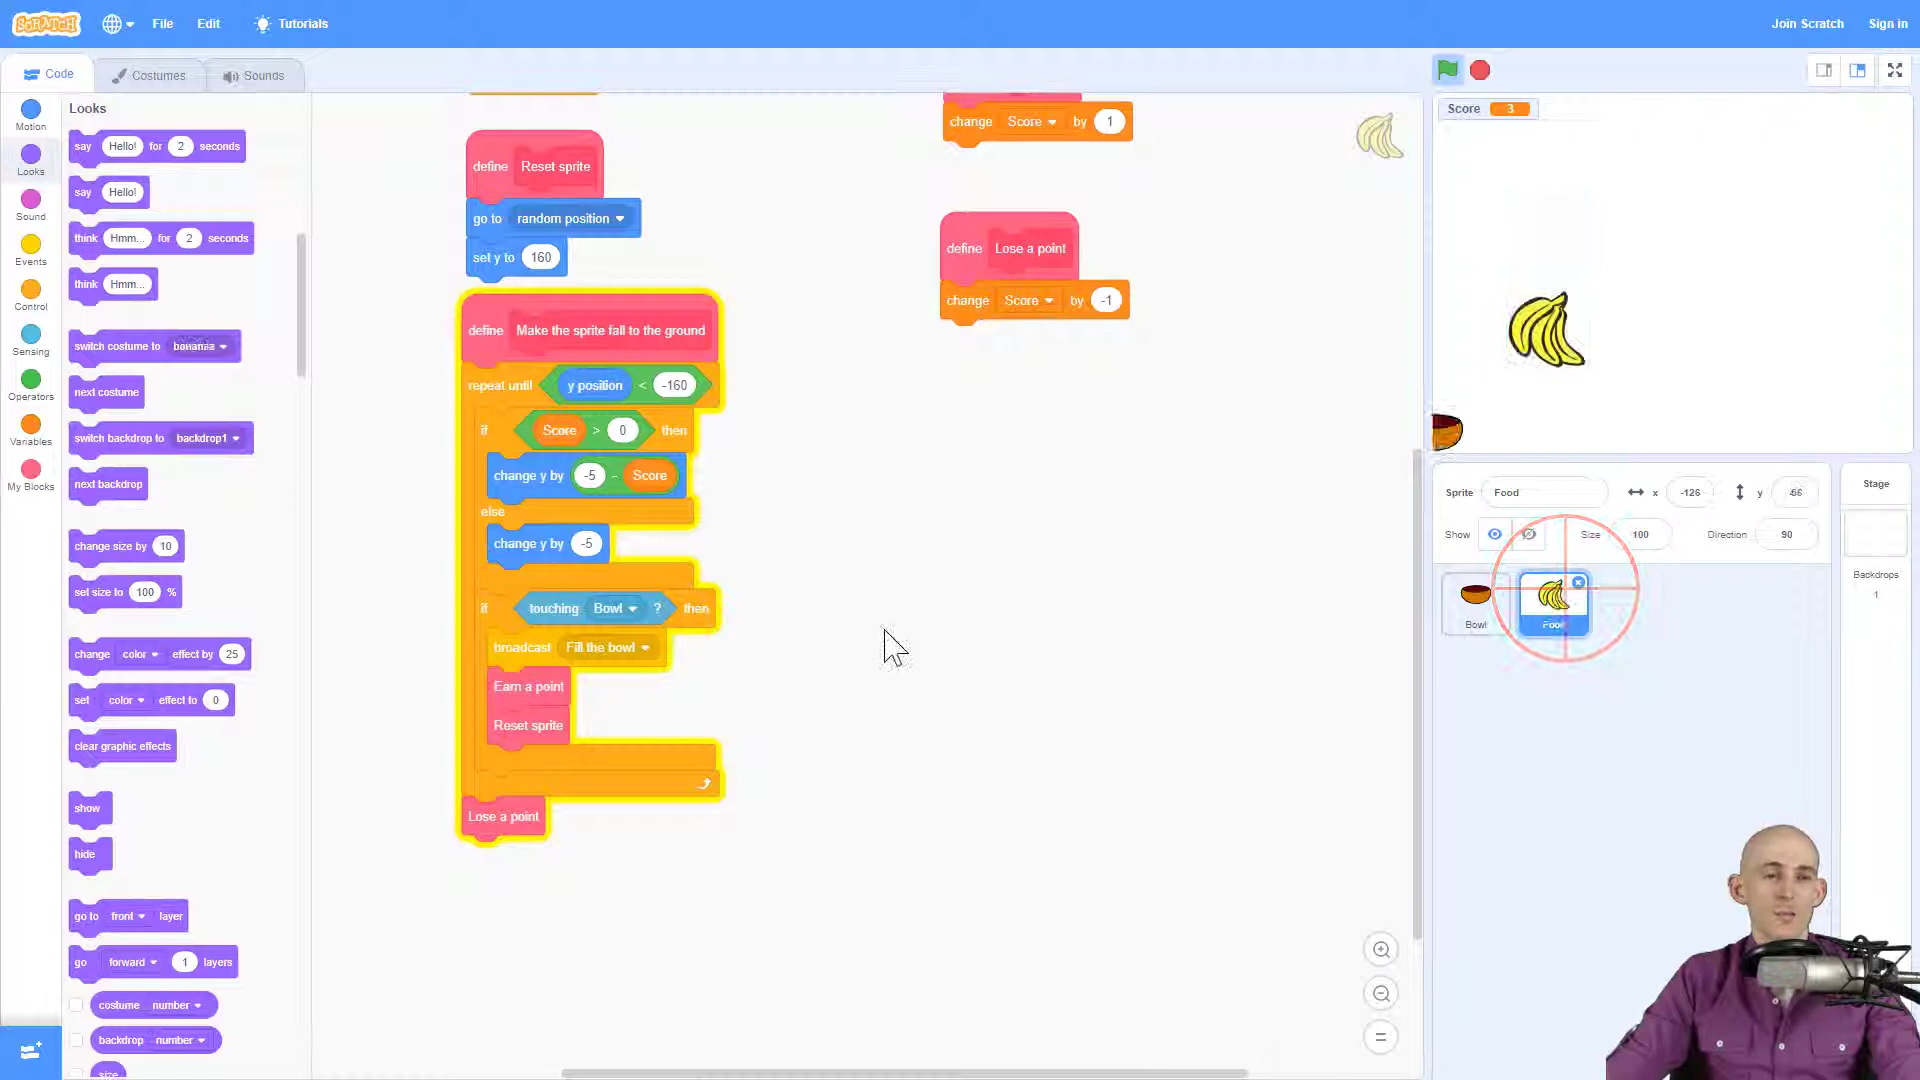 SCRATCH File Edit Tutorials Join Scratch Sign in
Code Costumes Sounds
Motion
Looks
Sound
Events
Control
Sensing
Operators
Variables
My Blocks
Looks
say Hello! for 2 seconds
say Hello!
think Hmm... for 2 seconds
think Hmm...
switch costume to banana
next costume
switch backdrop to backdrop1
next backdrop
change size by 10
set size to 100 %
change color effect by 25
set color effect to 0
clear graphic effects
show
hide
go to front layer
go forward 1 layers
costume number
backdrop number
size
define Reset sprite
go to random position
set y to 160
define Make the sprite fall to the ground
repeat until y position < -160
if Score > 0 then
change y by -5 - Score
else
change y by -5
if touching Bowl ? then
broadcast Fill the bowl
Earn a point
Reset sprite
Lose a point
change Score by 1
define Lose a point
change Score by -1
Score 3
Sprite Food x -126 y
Show Size 100 Direction 90
Bowl
Food
Stage
Backdrops
1